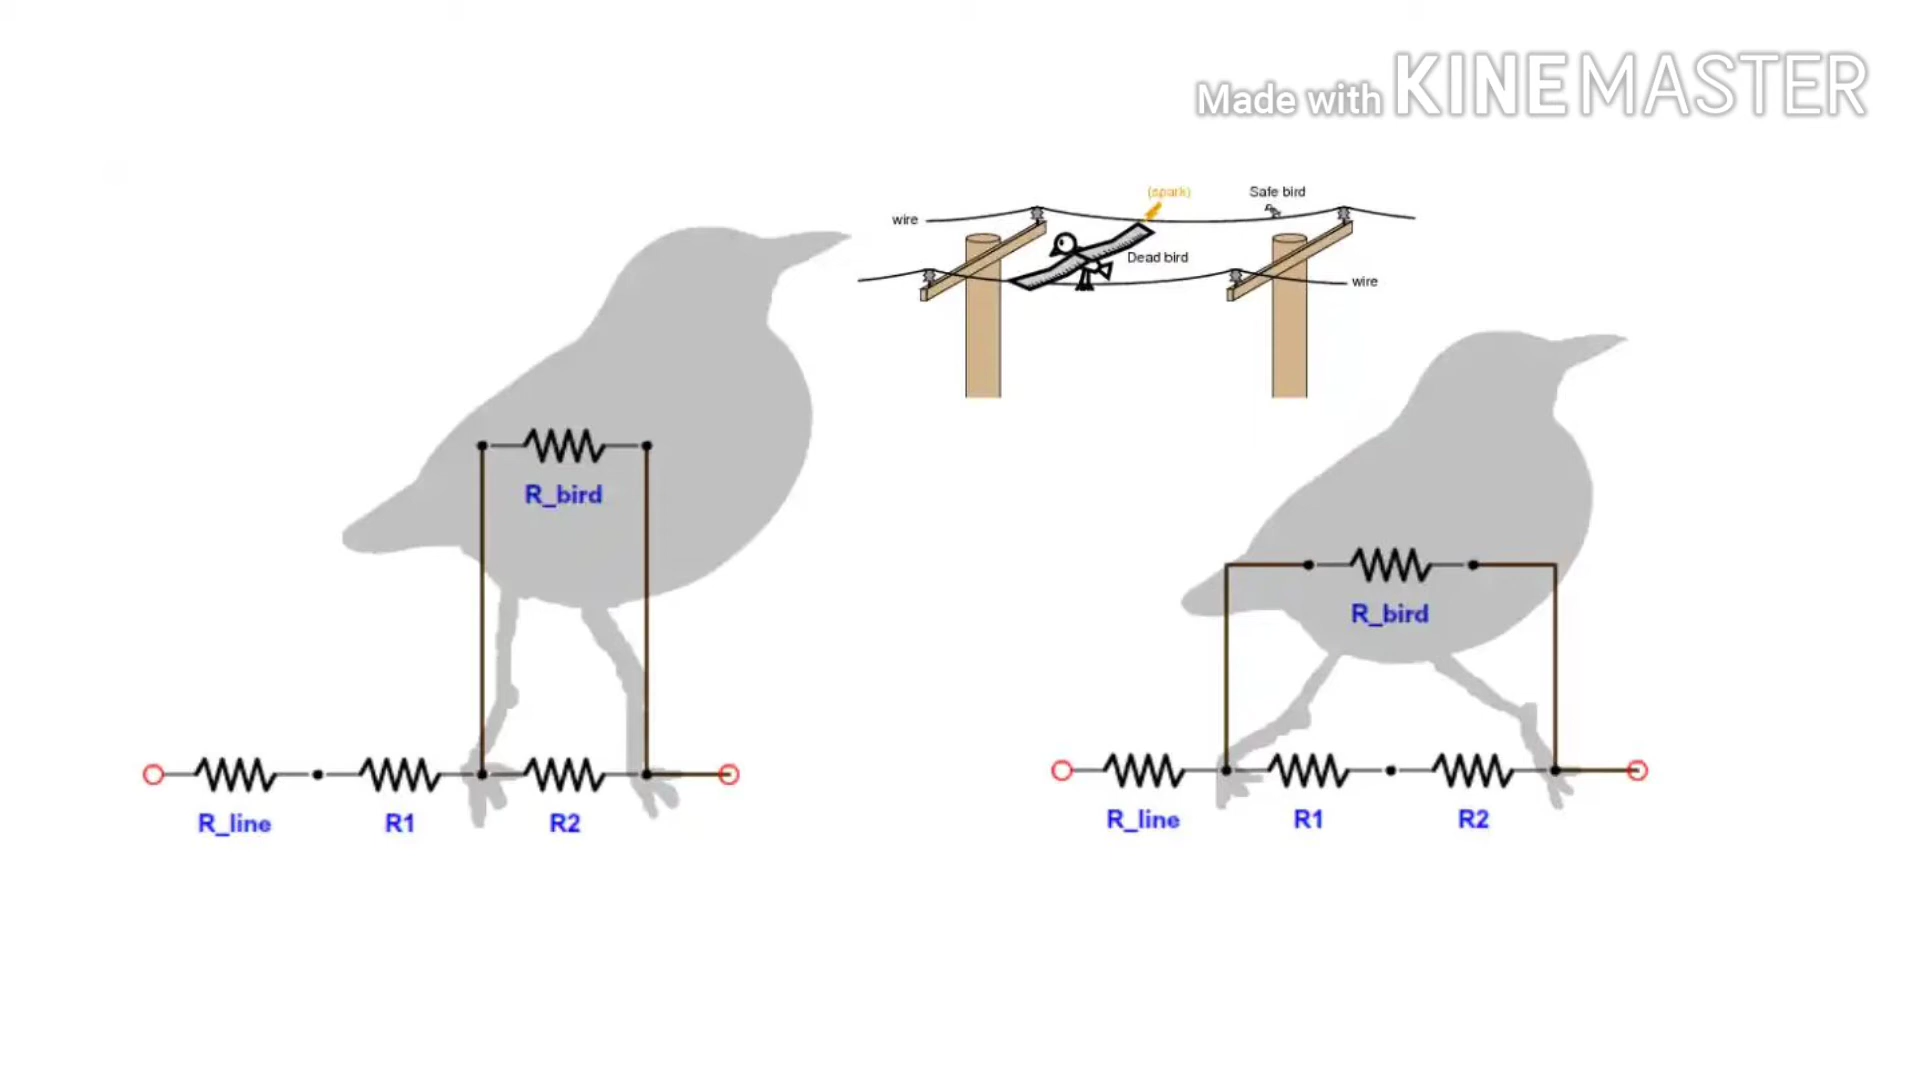 Made with KINEMASTER
(spark)
Safe bird
wire
Dead bird
wire
R_bird
R_line
R1
R2
R_bird
R_line
R1
R2